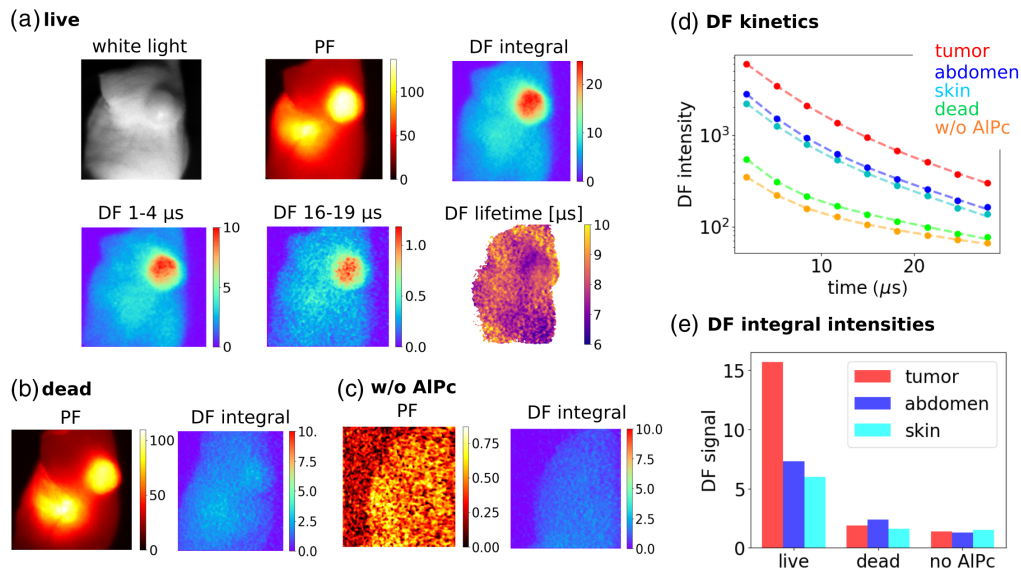 (a) live
white light
PF
100
50
0
DF integral
20
10
0
DF 1-4 μs
10
5
0
DF 16-19 μs
1.0
0.5
0.0
DF lifetime [μs]
10
9
8
7
6
(b) dead
PF
100
50
0
DF integral
10.
7.5
5.0
2.5
0.0
(c) w/o AlPc
PF
0.75
0.50
0.25
0.00
DF integral
10.0
7.5
5.0
2.5
0.0
(d) DF kinetics
tumor
abdomen
skin
dead
w/o AlPc
DF intensity
10³
10²
10
20
time (μs)
(e) DF integral intensities
DF signal
15
10
5
0
tumor
abdomen
skin
live
dead
no AlPc